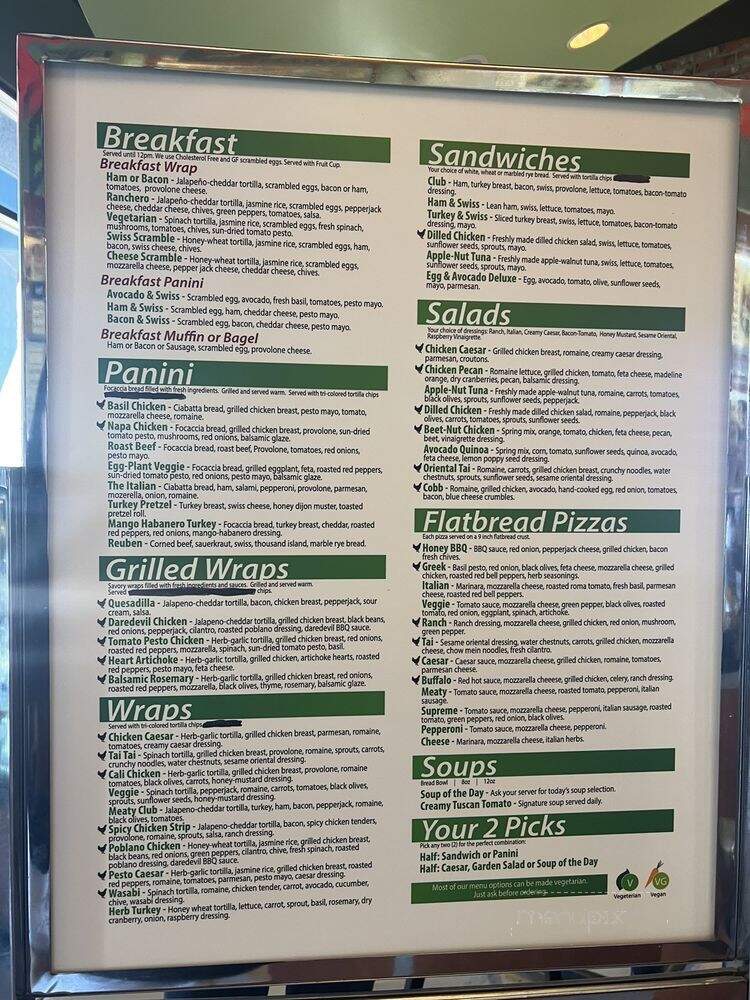 Breakfast
Served until 12pm. We use Cholesterol Free and GF scrambled eggs. Served with Fruit Cup.
Breakfast Wrap
Ham or Bacon - Jalapeño-cheddar tortilla, scrambled eggs, bacon or ham,
tomatoes, provolone cheese.
Ranchero - Jalapeño-cheddar tortilla, jasmine rice, scrambled eggs, pepperjack
cheese, cheddar cheese, chives, green peppers, tomatoes, salsa.
Vegetarian - Spinach tortilla, jasmine rice, scrambled eggs, fresh spinach,
mushrooms, tomatoes, chives, sun-dried tomato pesto.
Swiss Scramble - Honey-wheat tortilla, jasmine rice, scrambled eggs, ham,
bacon, swiss cheese, chives.
Cheese Scramble - Honey-wheat tortilla, jasmine rice, scrambled eggs,
mozzarella cheese, pepper jack cheese, cheddar cheese, chives.
Breakfast Panini
Avocado & Swiss - Scrambled egg, avocado, fresh basil, tomatoes, pesto mayo.
Ham & Swiss - Scrambled egg, ham, cheddar cheese, pesto mayo.
Bacon & Swiss - Scrambled egg, bacon, cheddar cheese, pesto mayo.
Breakfast Muffin or Bagel
Ham or Bacon or Sausage, scrambled egg, provolone cheese.
Panini
Focaccia bread filled with fresh ingredients. Grilled and served warm. Served with tri-colored tortilla chips
Basil Chicken - Ciabatta bread, grilled chicken breast, pesto mayo, tomato,
mozzarella cheese, romaine.
Napa Chicken - Focaccia bread, grilled chicken breast, provolone, sun-dried
tomato pesto, mushrooms, red onions, balsamic glaze.
Roast Beef - Focaccia bread, roast beef, Provolone, tomatoes, red onions,
pesto mayo.
Egg-Plant Veggie - Focaccia bread, grilled eggplant, feta, roasted red peppers,
sun-dried tomato pesto, red onions, pesto mayo, balsamic glaze.
The Italian - Ciabatta bread, ham, salami, pepperoni, provolone, parmesan,
mozerella, onion, romaine.
Turkey Pretzel - Turkey breast, swiss cheese, honey dijon muster, toasted
pretzel roll.
Mango Habanero Turkey - Focaccia bread, turkey breast, cheddar, roasted
red peppers, red onions, mango-habanero dressing.
Reuben - Corned beef, sauerkraut, swiss, thousand island, marble rye bread.
Grilled Wraps
Savory wraps filled with fresh ingredients and sauces. Grilled and served warm.
Served chips.
Quesadilla - Jalapeno-cheddar tortilla, bacon, chicken breast, pepperjack, sour
cream, salsa.
Daredevil Chicken - Jalapeno-cheddar tortilla, grilled chicken breast, black beans,
red onions, pepperjack, cilantro, roasted poblano dressing, daredevil BBQ sauce.
Tomato Pesto Chicken - Herb-garlic tortilla, grilled chicken breast, red onions,
roasted red peppers, mozzarella, spinach, sun-dried tomato pesto, basil.
Heart Artichoke - Herb-garlic tortilla, grilled chicken, artichoke hearts, roasted
red peppers, pesto mayo, feta cheese.
Balsamic Rosemary - Herb-garlic tortilla, grilled chicken breast, red onions,
roasted red peppers, mozzarella, black olives, thyme, rosemary, balsamic glaze.
Wraps
Served with tri-colored tortilla chips
Chicken Caesar - Herb-garlic tortilla, grilled chicken breast, parmesan, romaine,
tomatoes, creamy caesar dressing.
Tai Tai - Spinach tortilla, grilled chicken breast, provolone, romaine, sprouts, carrots,
crunchy noodles, water chestnuts, sesame oriental dressing.
Cali Chicken - Herb-garlic tortilla, grilled chicken breast, provolone, romaine
tomatoes, black olives, carrots, honey-mustard dressing.
Veggie - Spinach tortilla, pepperjack, romaine, carrots, tomatoes, black olives,
sprouts, sunflower seeds, honey-mustard dressing.
Meaty Club - Jalapeno-cheddar tortilla, turkey, ham, bacon, pepperjack, romaine,
black olives, tomatoes.
Spicy Chicken Strip - Jalapeno-cheddar tortilla, bacon, spicy chicken tenders,
provolone, romaine, sprouts, salsa, ranch dressing.
Poblano Chicken - Honey-wheat tortilla, jasmine rice, grilled chicken breast,
black beans, red onions, green peppers, cilantro, chive, fresh spinach, roasted
poblano dressing, daredevil BBQ sauce.
Pesto Caesar - Herb-garlic tortilla, jasmine rice, grilled chicken breast, roasted
red peppers, romaine, tomatoes, parmesan, pesto mayo, caesar dressing.
Wasabi - Spinach tortilla, romaine, chicken tender, carrot, avocado, cucumber,
chive, wasabi dressing.
Herb Turkey - Honey wheat tortilla, lettuce, carrot, sprout, basil, rosemary, dry
cranberry, onion, raspberry dressing.
Sandwiches
Your choice of white, wheat or marbled rye bread. Served with tortilla chips
Club - Ham, turkey breast, bacon, swiss, provolone, lettuce, tomatoes, bacon-tomato
dressing.
Ham & Swiss - Lean ham, swiss, lettuce, tomatoes, mayo.
Turkey & Swiss - Sliced turkey breast, swiss, lettuce, tomatoes, bacon-tomato
dressing, mayo.
Dilled Chicken - Freshly made dilled chicken salad, swiss, lettuce, tomatoes,
sunflower seeds, sprouts, mayo.
Apple-Nut Tuna - Freshly made apple-walnut tuna, swiss, lettuce, tomatoes,
sunflower seeds, sprouts, mayo.
Egg & Avocado Deluxe - Egg, avocado, tomato, olive, sunflower seeds,
mayo, parmesan.
Salads
Your choice of dressings: Ranch, Italian, Creamy Caesar, Bacon-Tomato, Honey Mustard, Sesame Oriental,
Raspberry Vinaigrette.
Chicken Caesar - Grilled chicken breast, romaine, creamy caesar dressing,
parmesan, croutons.
Chicken Pecan - Romaine lettuce, grilled chicken, tomato, feta cheese, madeline
orange, dry cranberries, pecan, balsamic dressing.
Apple-Nut Tuna - Freshly made apple-walnut tuna, romaine, carrots, tomatoes,
black olives, sprouts, sunflower seeds, pepperjack.
Dilled Chicken - Freshly made dilled chicken salad, romaine, pepperjack, black
olives, carrots, tomatoes, sprouts, sunflower seeds.
Beet-Nut Chicken - Spring mix, orange, tomato, chicken, feta cheese, pecan,
beet, vinaigrette dressing.
Avocado Quinoa - Spring mix, corn, tomato, sunflower seeds, quinoa, avocado,
feta cheese, lemon poppy seed dressing.
Oriental Tai - Romaine, carrots, grilled chicken breast, crunchy noodles, water
chestnuts, sprouts, sunflower seeds, sesame oriental dressing.
Cobb - Romaine, grilled chicken, avocado, hand-cooked egg, red onion, tomatoes,
bacon, blue cheese crumbles.
Flatbread Pizzas
Each pizza served on a 9 inch flatbread crust.
Honey BBQ - BBQ sauce, red onion, pepperjack cheese, grilled chicken, bacon
fresh chives.
Greek - Basil pesto, red onion, black olives, feta cheese, mozzarella cheese, grilled
chicken, roasted red bell peppers, herb seasonings.
Italian - Marinara, mozzarella cheese, roasted roma tomato, fresh basil, parmesan
cheese, roasted red bell peppers.
Veggie - Tomato sauce, mozzarella cheese, green pepper, black olives, roasted
tomato, red onion, eggplant, spinach, artichoke.
Ranch - Ranch dressing, mozzarella cheese, grilled chicken, red onion, mushroom,
green pepper.
Tai - Sesame oriental dressing, water chestnuts, carrots, grilled chicken, mozzarella
cheese, chow mein noodles, fresh cilantro.
Caesar - Caesar sauce, mozzarella cheese, grilled chicken, romaine, tomatoes,
parmesan cheese.
Buffalo - Red hot sauce, mozzarella cheeese, grilled chicken, celery, ranch dressing.
Meaty - Tomato sauce, mozzarella cheese, roasted tomato, pepperoni, italian
sausage.
Supreme - Tomato sauce, mozzarella cheese, pepperoni, italian sausage, roasted
tomato, green peppers, red onion, black olives.
Pepperoni - Tomato sauce, mozzarella cheese, pepperoni.
Cheese - Marinara, mozzarella cheese, italian herbs.
Soups
Bread Bowl | 8oz | 12oz
Soup of the Day - Ask your server for today's soup selection.
Creamy Tuscan Tomato - Signature soup served daily.
Your 2 Picks
Pick any two (2) for the perfect combination:
Half: Sandwich or Panini
Half: Caesar, Garden Salad or Soup of the Day
Most of our menu options can be made vegetarian.
Just ask before ordering.
V VG
Vegetarian Vegan